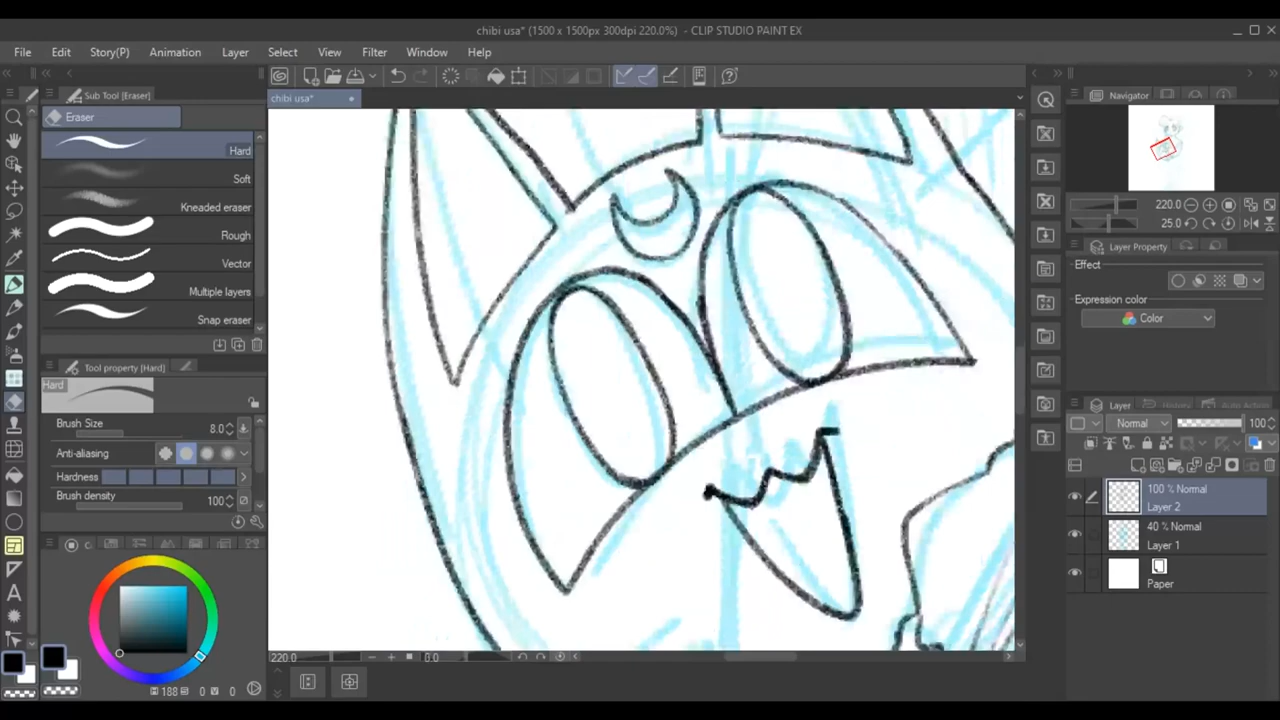 chibi usa* (1500 x 1500px 300dpi 220.0%) - CLIP STUDIO PAINT EX
File Edit Story(P) Animation Layer Select View Filter Window Help
Sub Tool [Eraser]
chibi usa*
Navigator
Eraser
Hard
Soft
Kneaded eraser
Rough
Vector
Multiple layers
Snap eraser
220.0
25.0
Layer Property
Effect
Expression color
Color
Tool property [Hard]
Hard
Brush Size 8.0
Anti-aliasing
Hardness
Brush density 100
Layer History Auto Action
Normal 100
100 % Normal
Layer 2
40 % Normal
Layer 1
Paper
220.0 0.0
188 0 0